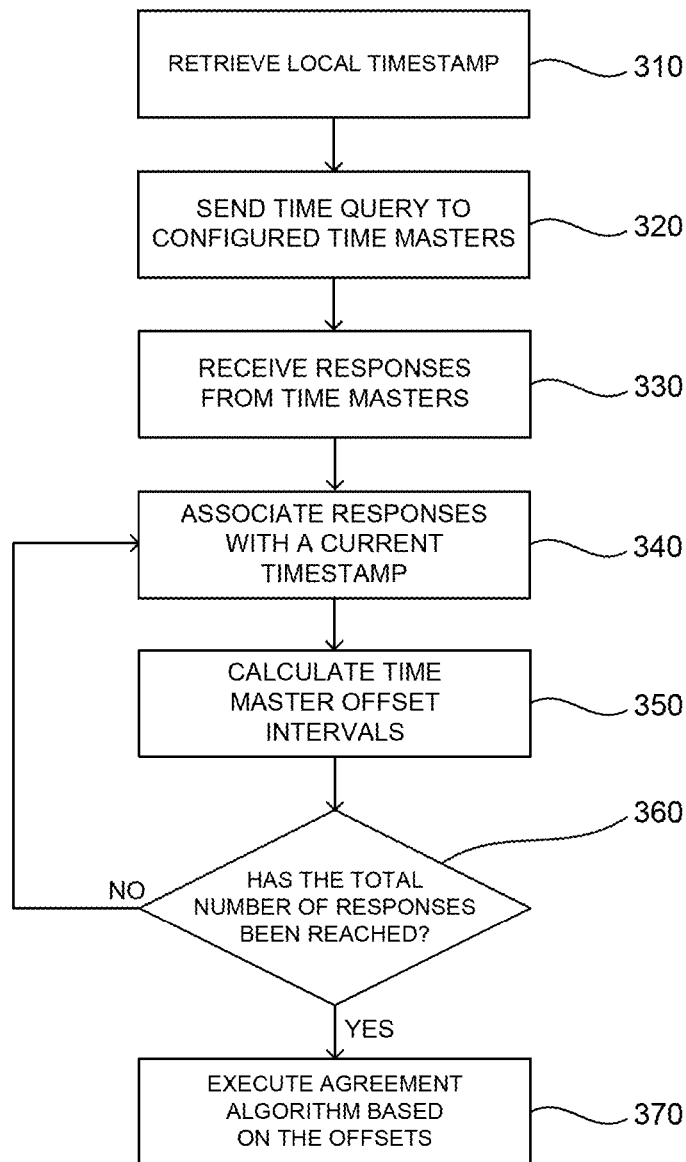 RETRIEVE LOCAL TIMESTAMP
310
SEND TIME QUERY TO
CONFIGURED TIME MASTERS
320
RECEIVE RESPONSES
FROM TIME MASTERS
330
ASSOCIATE RESPONSES
WITH A CURRENT
TIMESTAMP
340
CALCULATE TIME
MASTER OFFSET
INTERVALS
350
360
HAS THE TOTAL
NUMBER OF RESPONSES
BEEN REACHED?
NO
YES
EXECUTE AGREEMENT
ALGORITHM BASED
ON THE OFFSETS
370